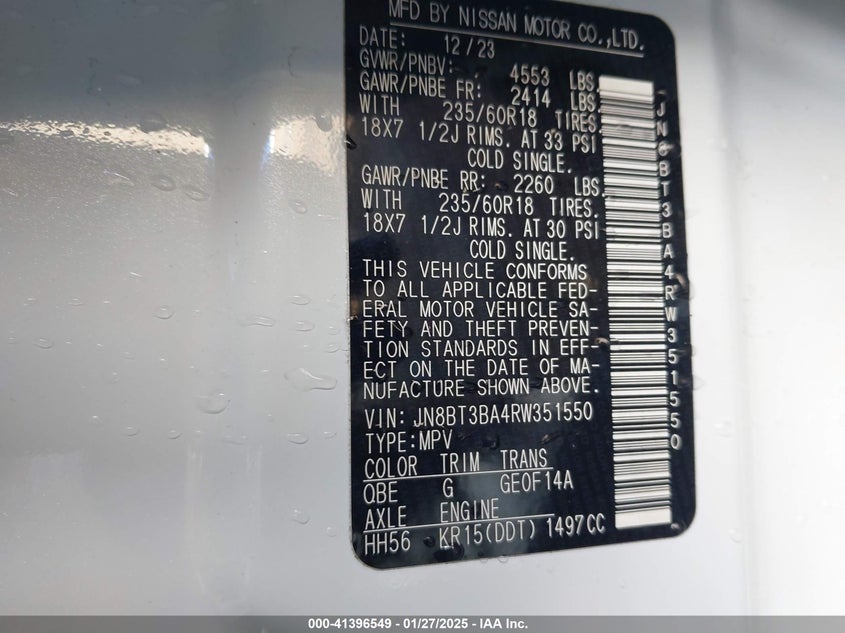 MFD BY NISSAN MOTOR CO.,LTD.
DATE: 12/23
GVWR/PNBV: 4553 LBS.
GAWR/PNBE FR: 2414 LBS.
WITH 235/60R18 TIRES.
18X7 1/2J RIMS. AT 33 PSI
COLD SINGLE.
GAWR/PNBE RR: 2260 LBS.
WITH 235/60R18 TIRES.
18X7 1/2J RIMS. AT 30 PSI
COLD SINGLE.
THIS VEHICLE CONFORMS
TO ALL APPLICABLE FED-
ERAL MOTOR VEHICLE SA-
FETY AND THEFT PREVEN-
TION STANDARDS IN EFF-
ECT ON THE DATE OF MA-
NUFACTURE SHOWN ABOVE.
VIN: JN8BT3BA4RW351550
TYPE:MPV
COLOR TRIM TRANS
QBE G GE0F14A
AXLE ENGINE
HH56 KR15(DDT) 1497CC
JN8BT3BA4RW351550
000-41396549 — 01/27/2025 — IAA Inc.